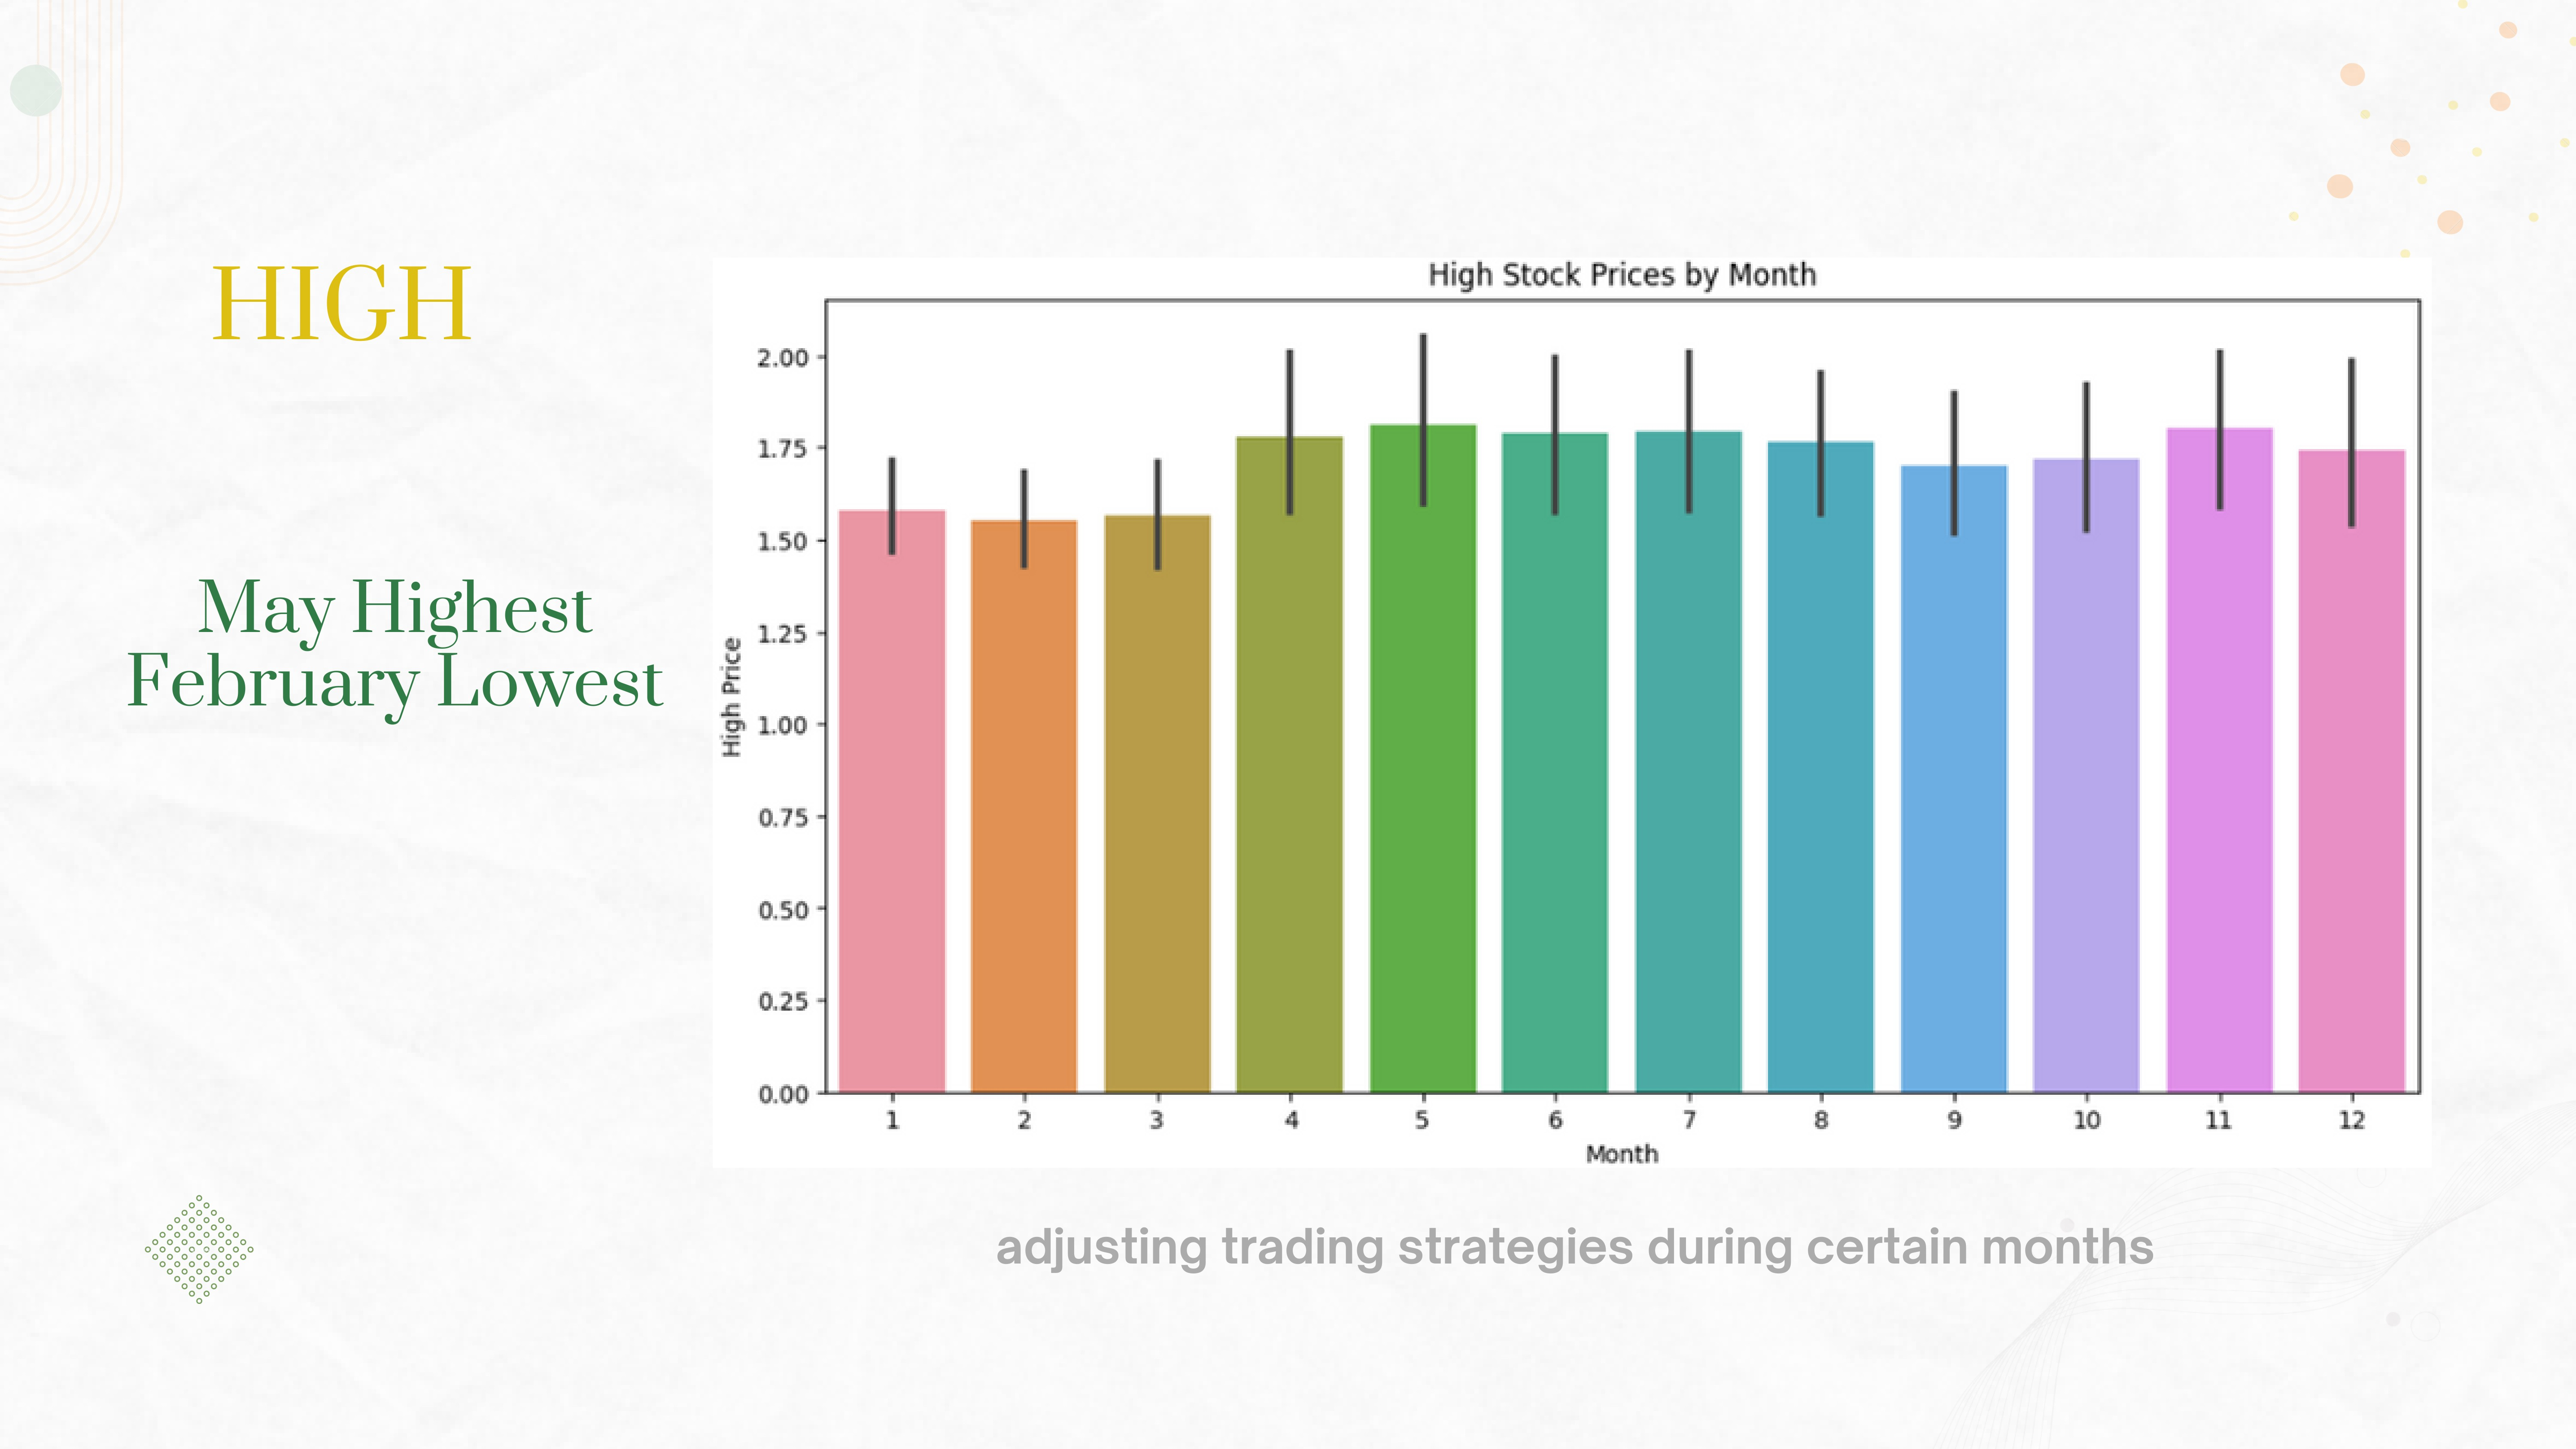 HIGH
May Highest
February Lowest
High Stock Prices by Month
High Price
2.00
1.75
1.50
1.25
1.00
0.75
0.50
0.25
0.00
1 2 3 4 5 6 7 8 9 10 11 12
Month
adjusting trading strategies during certain months